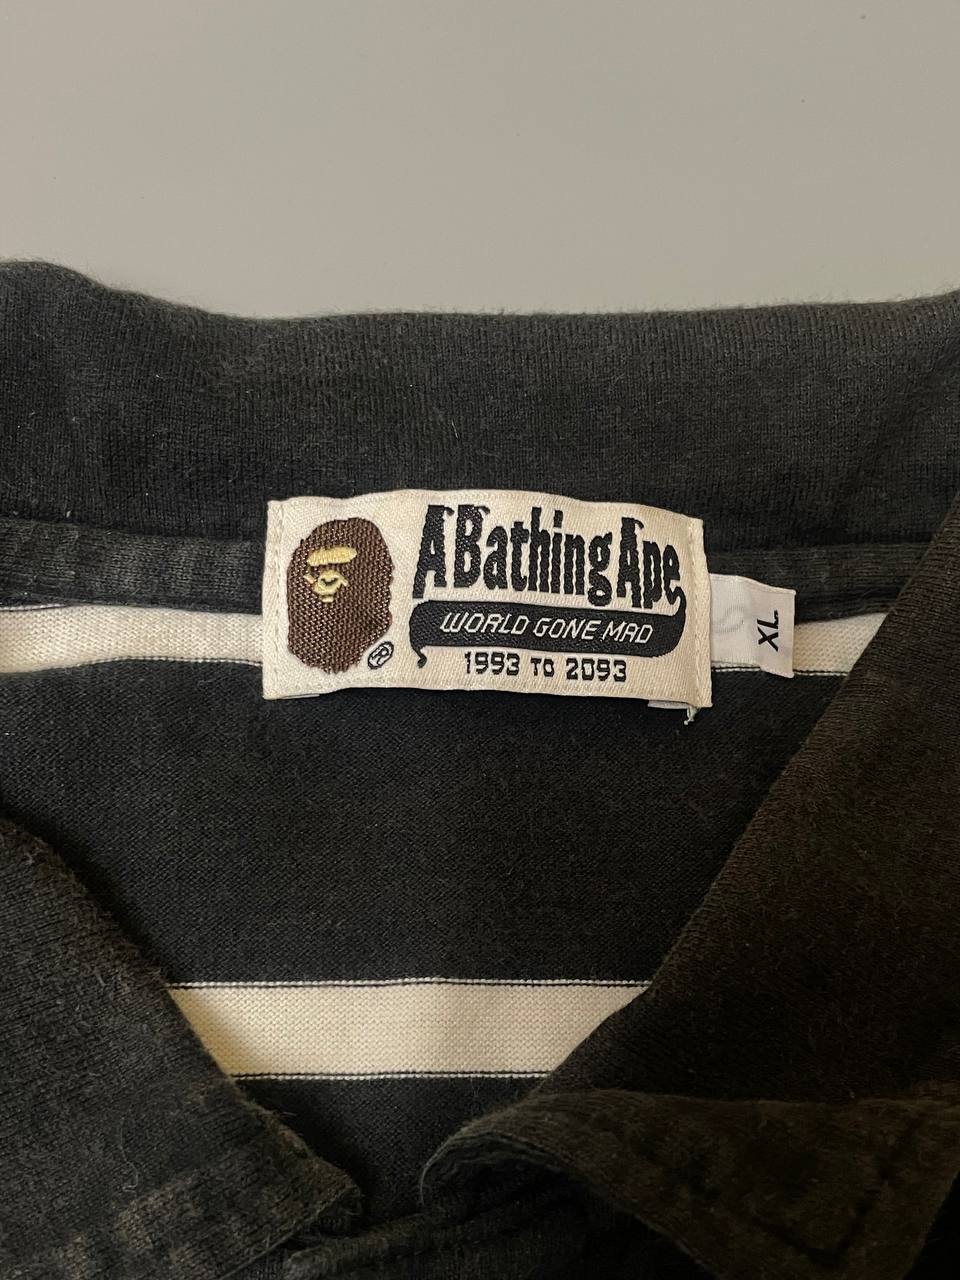 A Bathing Ape
WORLD GONE MAD
1993 TO 2093
®
XL